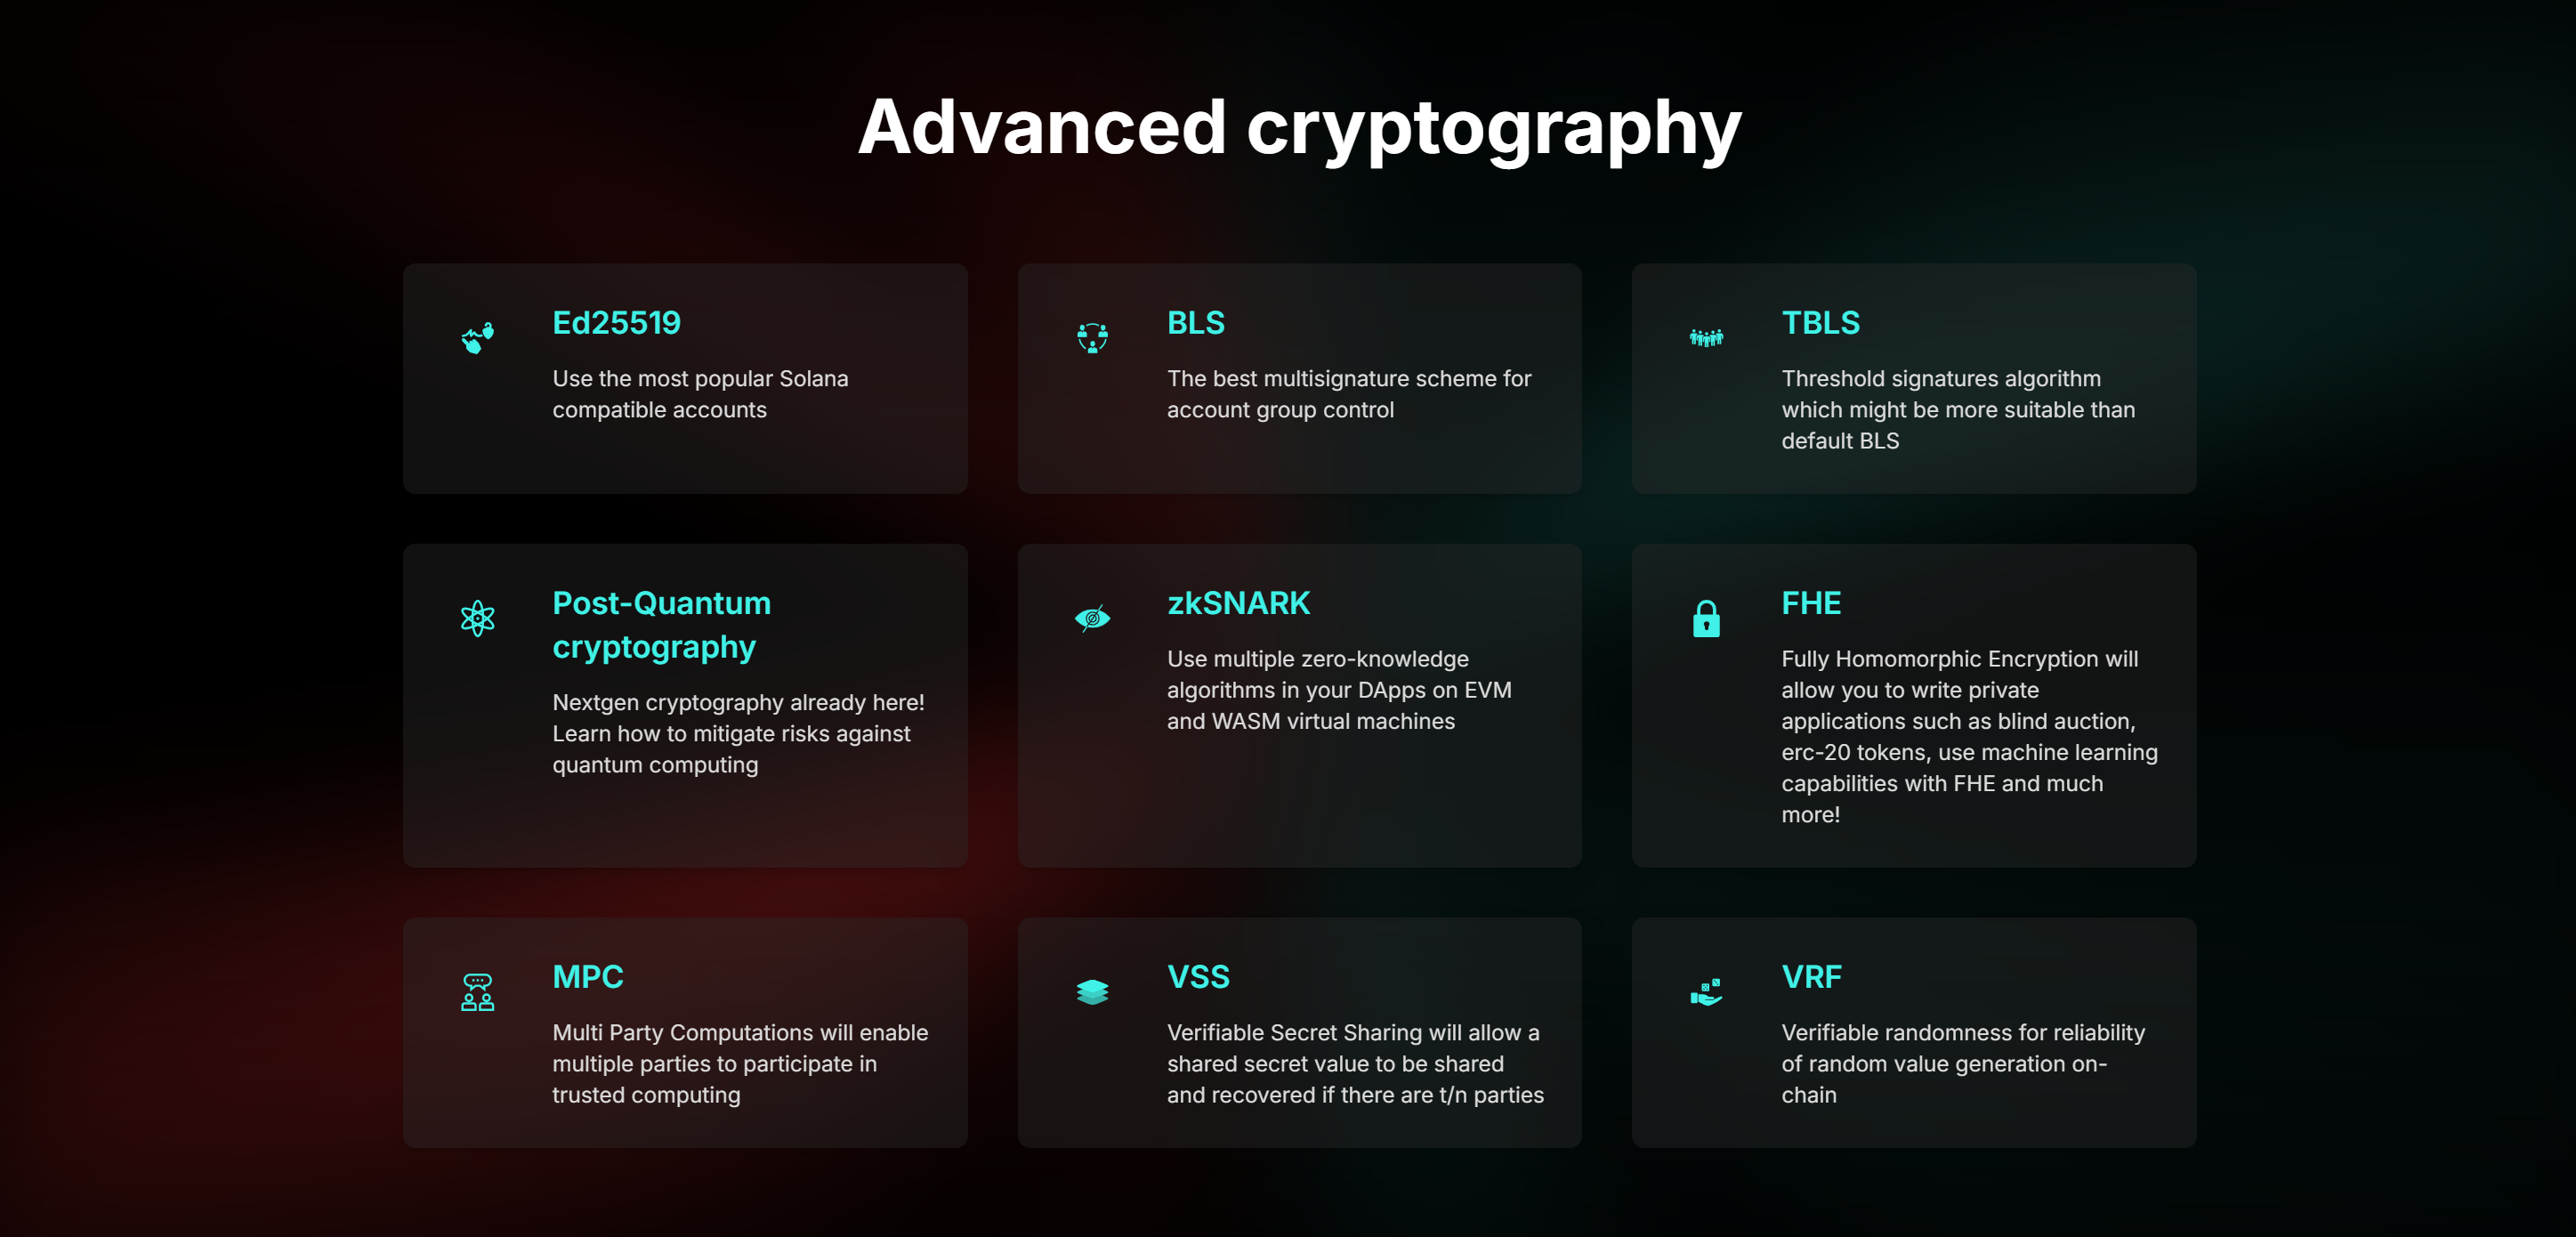 Advanced cryptography
Ed25519
Use the most popular Solana
compatible accounts
BLS
The best multisignature scheme for
account group control
TBLS
Threshold signatures algorithm
which might be more suitable than
default BLS
Post-Quantum
cryptography
Nextgen cryptography already here!
Learn how to mitigate risks against
quantum computing
zkSNARK
Use multiple zero-knowledge
algorithms in your DApps on EVM
and WASM virtual machines
FHE
Fully Homomorphic Encryption will
allow you to write private
applications such as blind auction,
erc-20 tokens, use machine learning
capabilities with FHE and much
more!
MPC
Multi Party Computations will enable
multiple parties to participate in
trusted computing
VSS
Verifiable Secret Sharing will allow a
shared secret value to be shared
and recovered if there are t/n parties
VRF
Verifiable randomness for reliability
of random value generation on-
chain